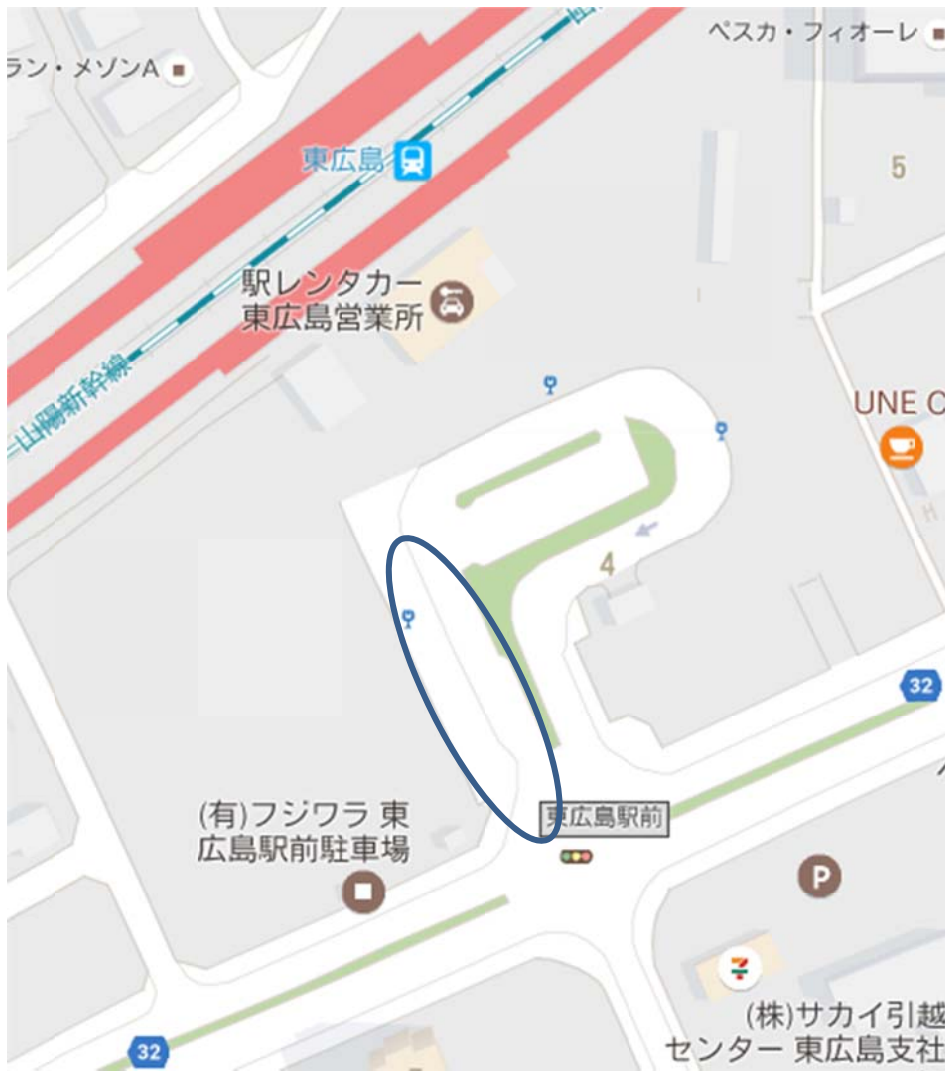 ペスカ・フィオーレ
ラン・メゾンA
東広島
5
駅レンタカー
東広島営業所
山陽新幹線
UNE C
4
32
(有)フジワラ 東
広島駅前駐車場
東広島駅前
P
(株)サカイ引越
センター 東広島支社
32